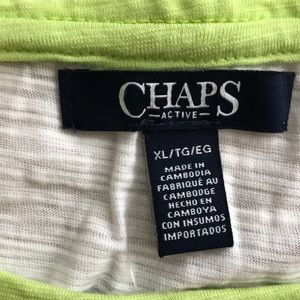 CHAPS
ACTIVE
XL/TG/EG
MADE IN
CAMBODIA
FABRIQUÉ AU
CAMBODGE
HECHO EN
CAMBOYA
CON INSUMOS
IMPORTADOS